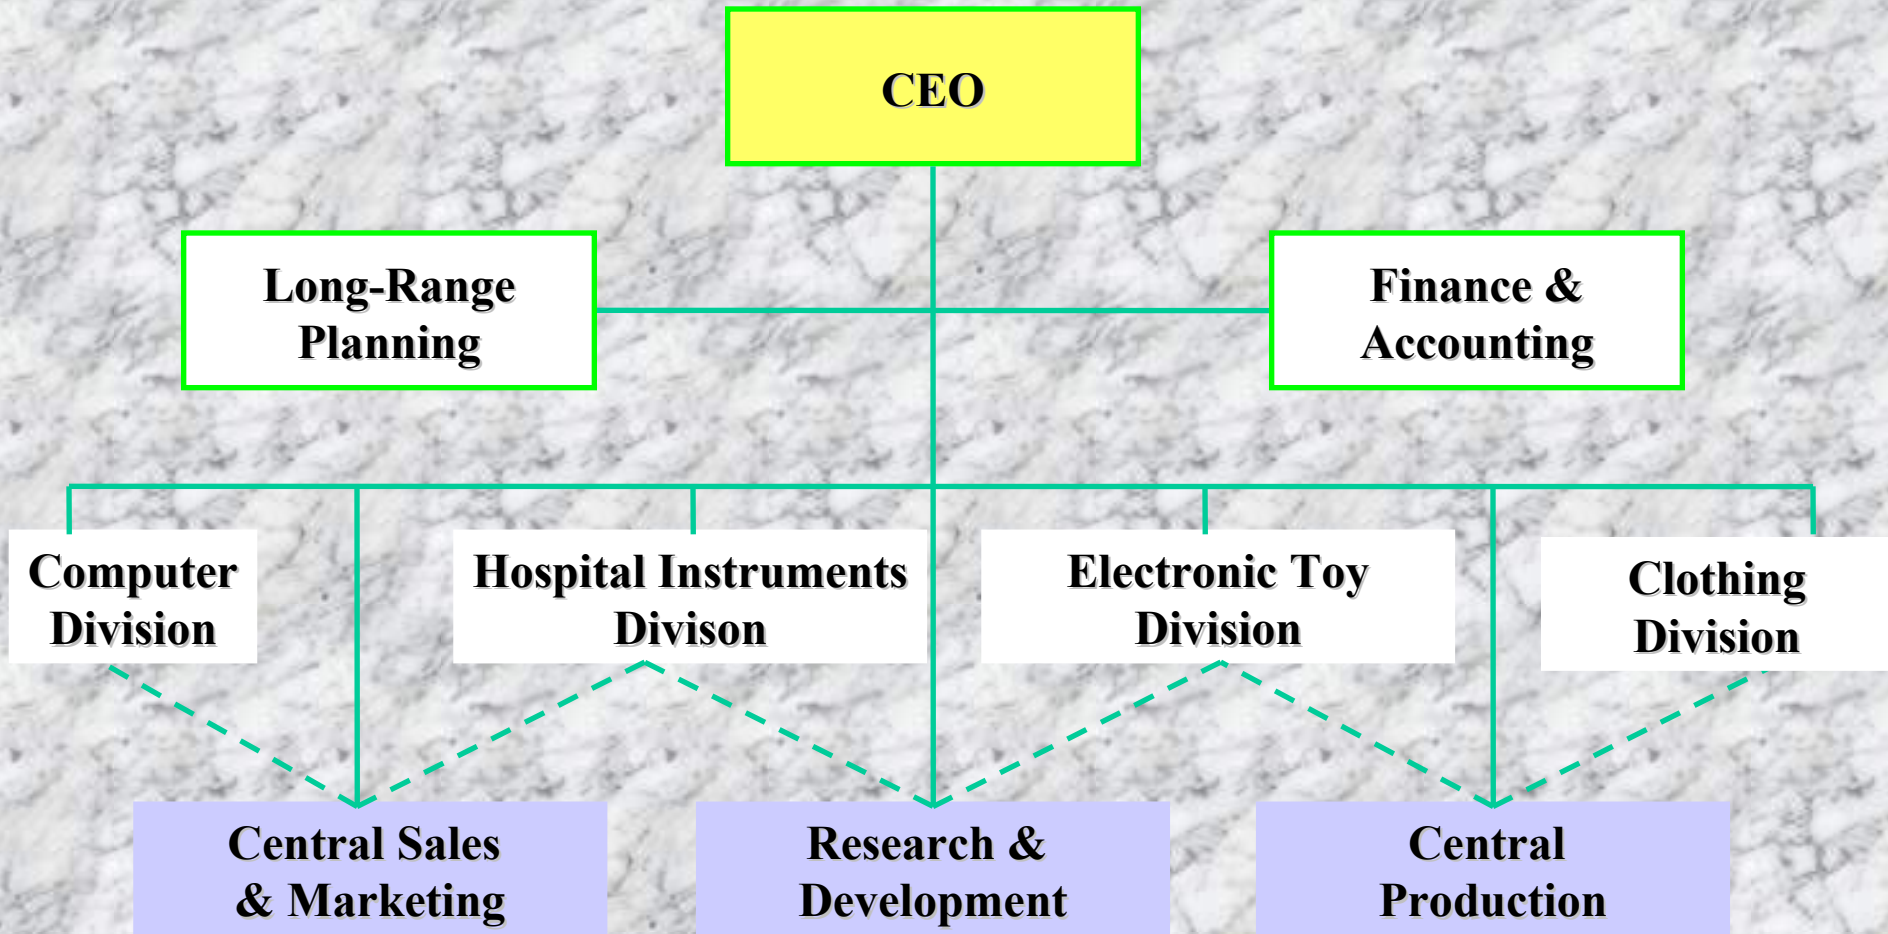 CEO
Long-Range
Planning
Finance &
Accounting
Computer
Division
Hospital Instruments
Divison
Electronic Toy
Division
Clothing
Division
Central Sales
& Marketing
Research &
Development
Central
Production